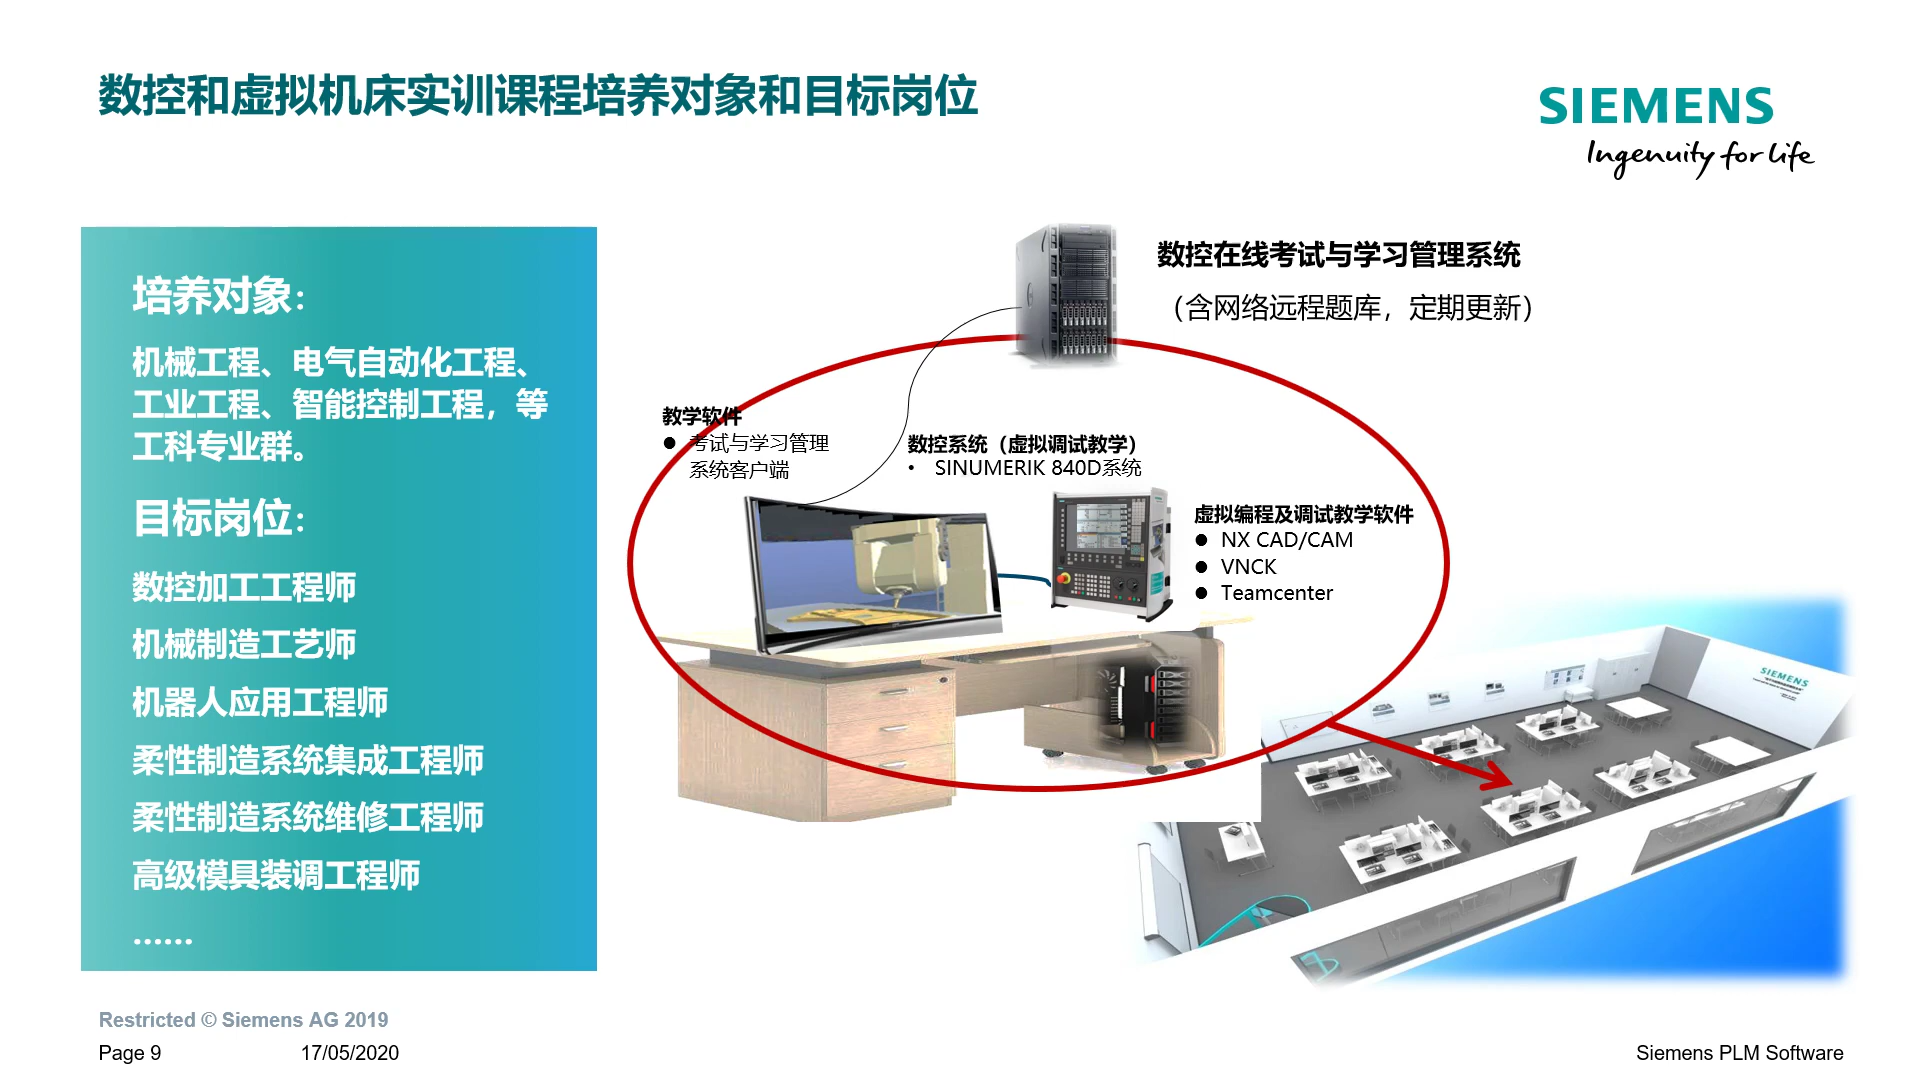 数控和虚拟机床实训课程培养对象和目标岗位
SIEMENS
Ingenuity for life
培养对象：
机械工程、电气自动化工程、
工业工程、智能控制工程，等
工科专业群。
目标岗位：
数控加工工程师
机械制造工艺师
机器人应用工程师
柔性制造系统集成工程师
柔性制造系统维修工程师
高级模具装调工程师
……
数控在线考试与学习管理系统
（含网络远程题库，定期更新）
教学软件
● 考试与学习管理
系统客户端
数控系统（虚拟调试教学）
• SINUMERIK 840D系统
虚拟编程及调试教学软件
● NX CAD/CAM
● VNCK
● Teamcenter
SIEMENS
Restricted © Siemens AG 2019
Page 9
17/05/2020
Siemens PLM Software